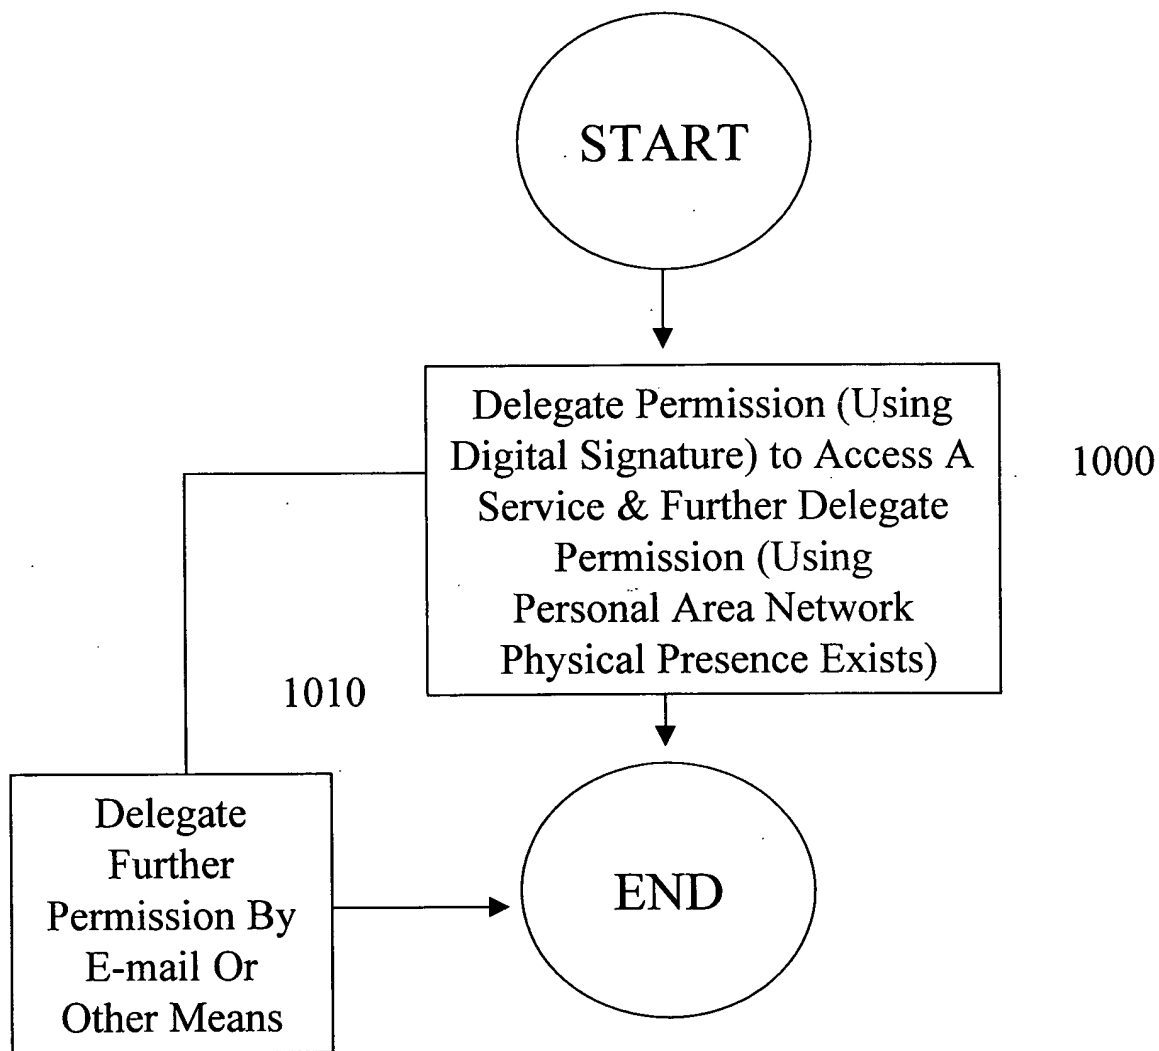 START
Delegate Permission (Using
Digital Signature) to Access A
Service & Further Delegate
Permission (Using
Personal Area Network
Physical Presence Exists)
1000
1010
Delegate
Further
Permission By
E-mail Or
Other Means
END